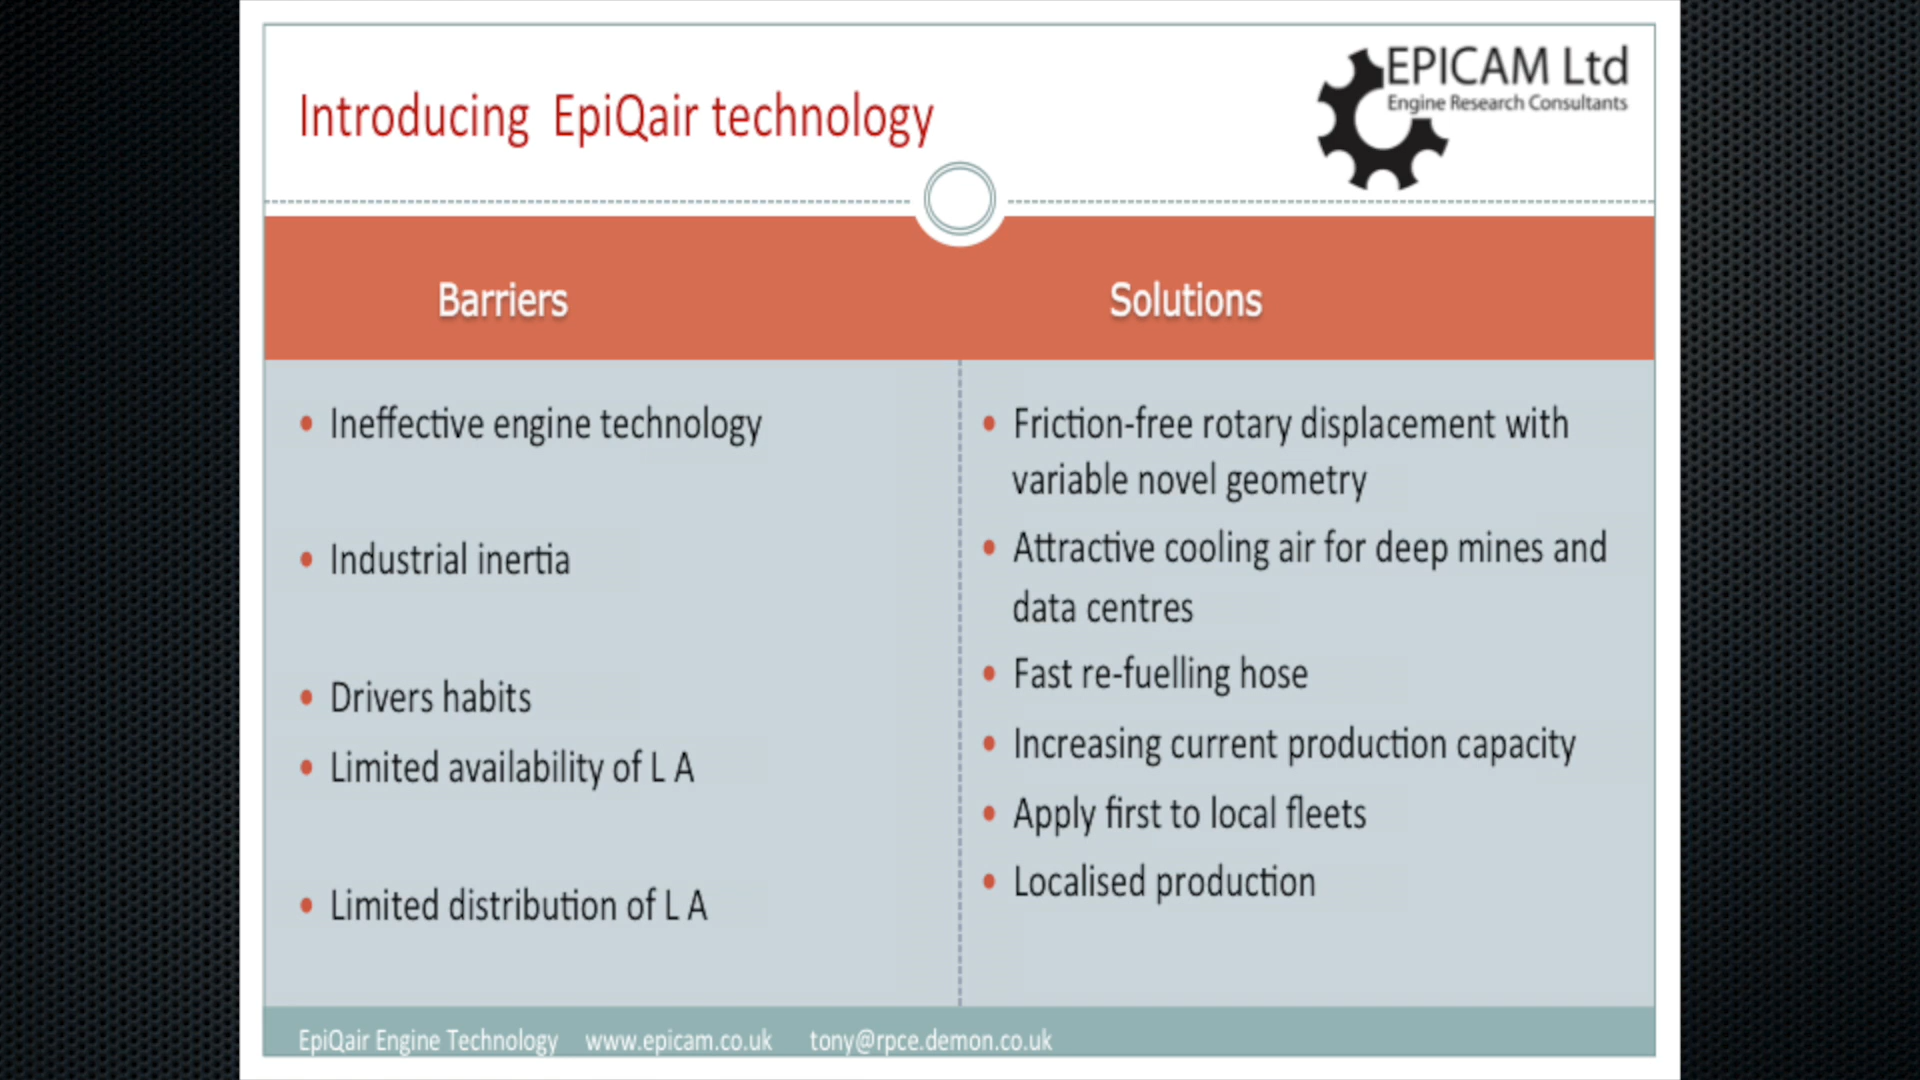 Introducing EpiQair technology
EPICAM Ltd
Engine Research Consultants
Barriers
Solutions
• Ineffective engine technology
• Industrial inertia
• Drivers habits
• Limited availability of L A
• Limited distribution of L A
• Friction-free rotary displacement with
variable novel geometry
• Attractive cooling air for deep mines and
data centres
• Fast re-fuelling hose
• Increasing current production capacity
• Apply first to local fleets
• Localised production
EpiQair Engine Technology www.epicam.co.uk tony@rpce.demon.co.uk